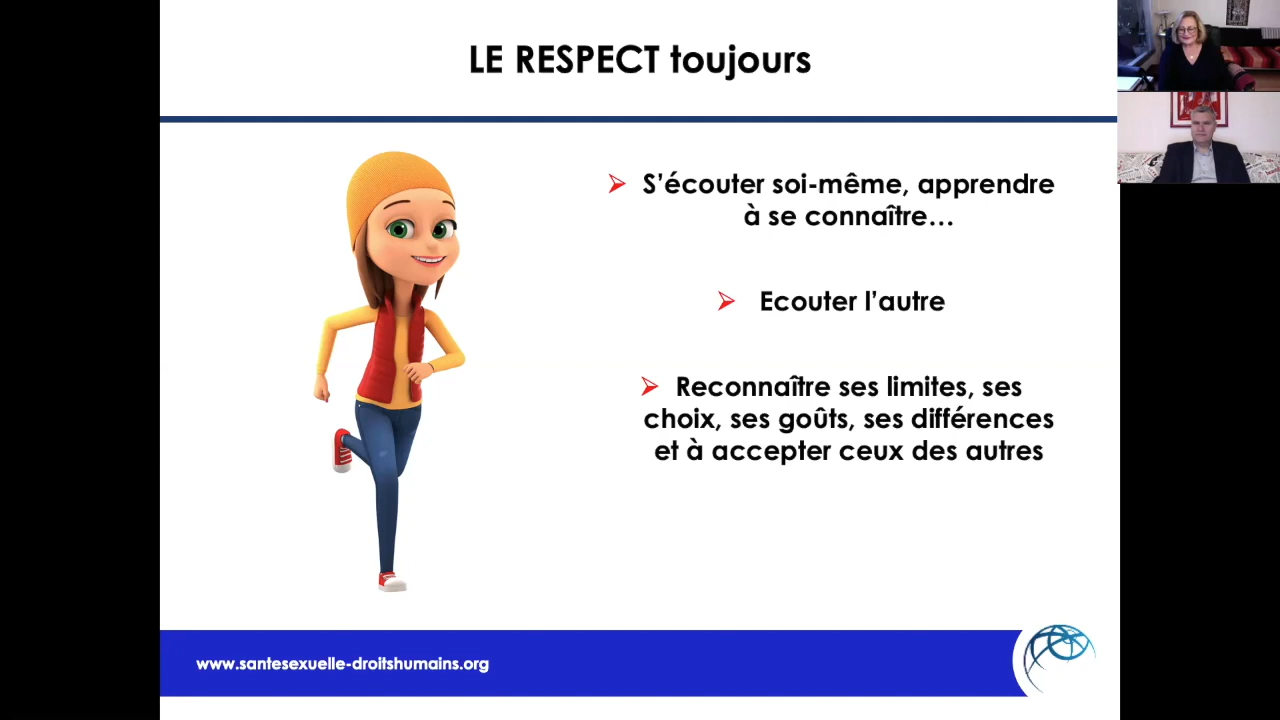 LE RESPECT toujours
S’écouter soi-même, apprendre
à se connaître…
Ecouter l’autre
Reconnaître ses limites, ses
choix, ses goûts, ses différences
et à accepter ceux des autres
www.santesexuelle-droitshumains.org